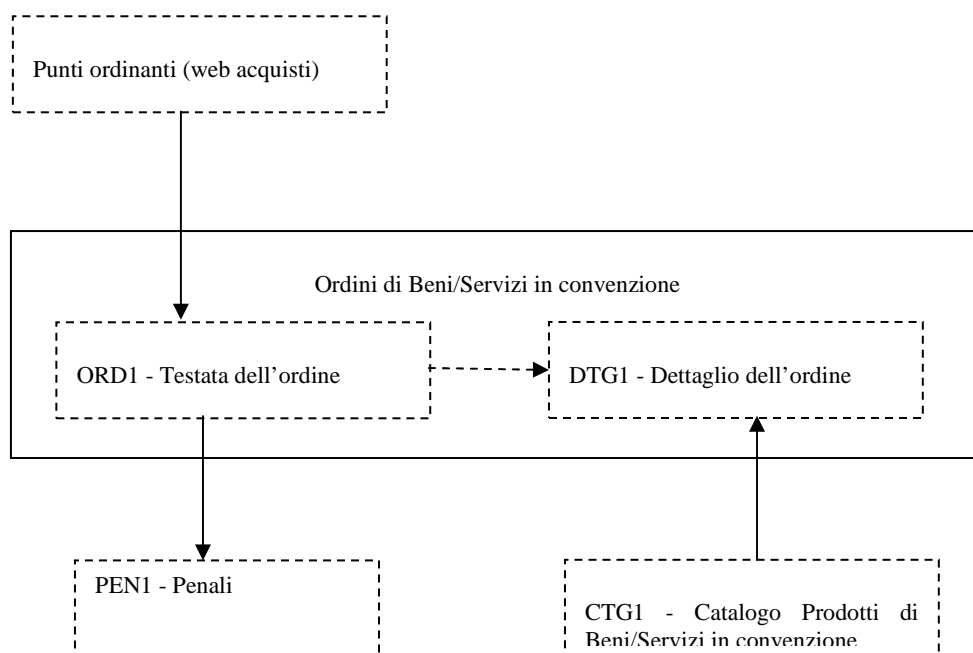 Punti ordinanti (web acquisti)
Ordini di Beni/Servizi in convenzione
ORD1 - Testata dell’ordine
DTG1 - Dettaglio dell’ordine
PEN1 - Penali
CTG1 - Catalogo Prodotti di
Beni/Servizi in convenzione